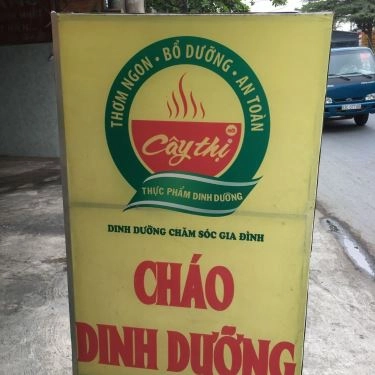 THƠM NGON • BỔ DƯỠNG • AN TOÀN
Cây thị
THỰC PHẨM DINH DƯỠNG
DINH DƯỠNG CHĂM SÓC GIA ĐÌNH
CHÁO
DINH DƯỠNG